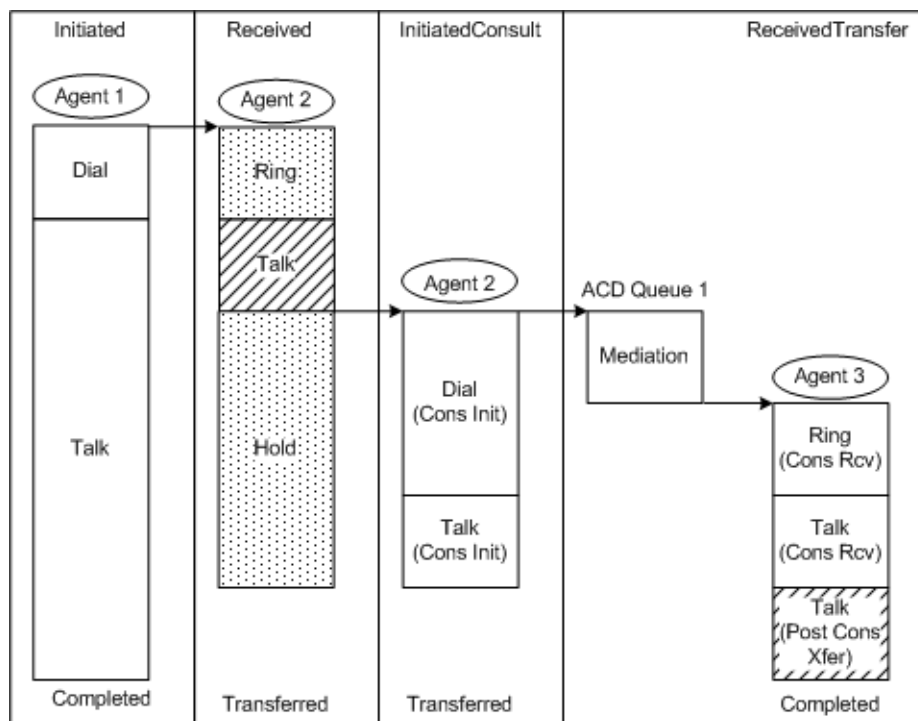 Initiated
Received
InitiatedConsult
ReceivedTransfer
Agent 1
Agent 2
Dial
Ring
Talk
Talk
Hold
Agent 2
Dial
(Cons Init)
Talk
(Cons Init)
ACD Queue 1
Mediation
Agent 3
Ring
(Cons Rcv)
Talk
(Cons Rcv)
Talk
(Post Cons
Xfer)
Completed
Transferred
Transferred
Completed